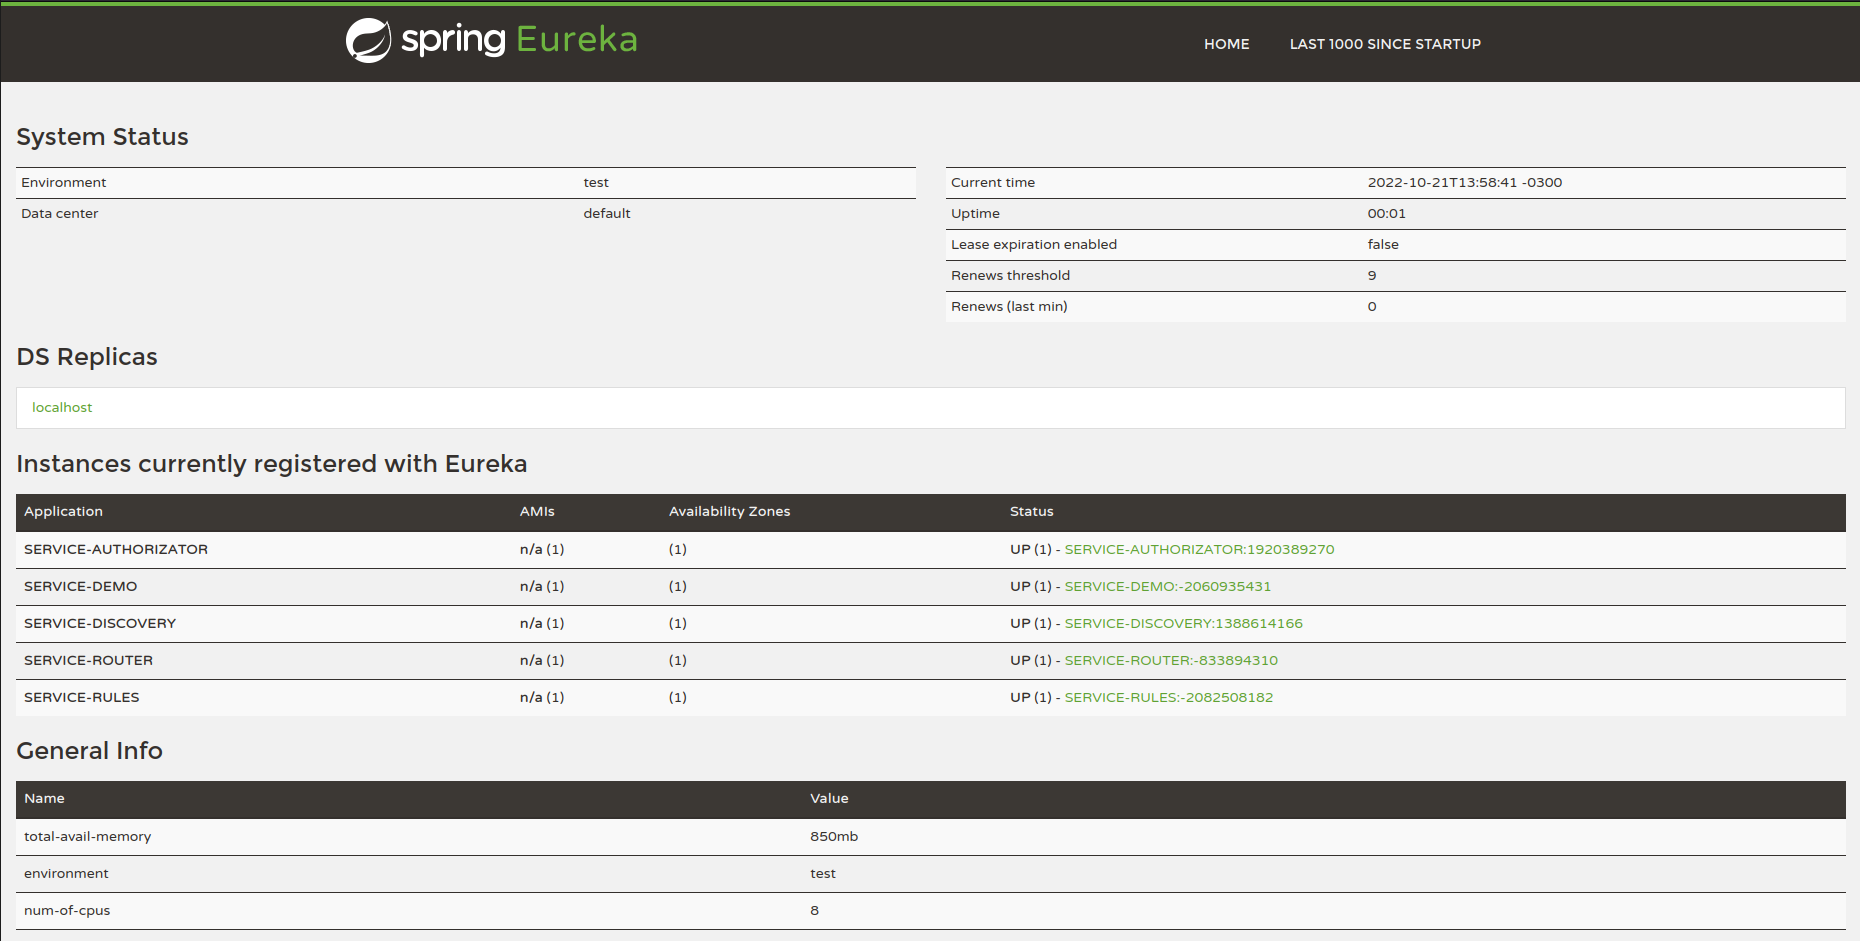 spring Eureka
HOME LAST 1000 SINCE STARTUP
System Status
Environment test
Data center default
Current time 2022-10-21T13:58:41 -0300
Uptime 00:01
Lease expiration enabled false
Renews threshold 9
Renews (last min) 0
DS Replicas
localhost
Instances currently registered with Eureka
Application AMIs Availability Zones Status
SERVICE-AUTHORIZATOR n/a (1) (1) UP (1) - SERVICE-AUTHORIZATOR:1920389270
SERVICE-DEMO n/a (1) (1) UP (1) - SERVICE-DEMO:-2060935431
SERVICE-DISCOVERY n/a (1) (1) UP (1) - SERVICE-DISCOVERY:1388614166
SERVICE-ROUTER n/a (1) (1) UP (1) - SERVICE-ROUTER:-833894310
SERVICE-RULES n/a (1) (1) UP (1) - SERVICE-RULES:-2082508182
General Info
Name Value
total-avail-memory 850mb
environment test
num-of-cpus 8